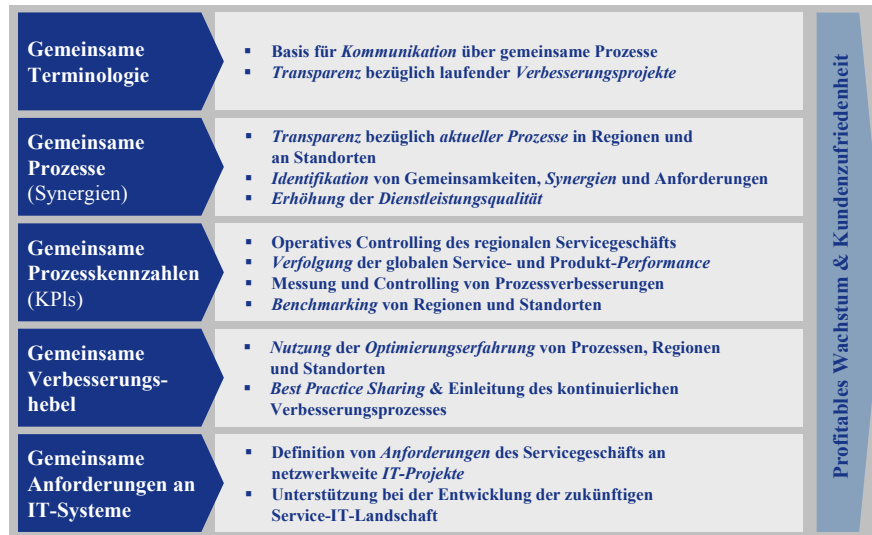 Gemeinsame
Terminologie
▪ Basis für Kommunikation über gemeinsame Prozesse
▪ Transparenz bezüglich laufender Verbesserungsprojekte
Gemeinsame
Prozesse
(Synergien)
▪ Transparenz bezüglich aktueller Prozesse in Regionen und
an Standorten
▪ Identifikation von Gemeinsamkeiten, Synergien und Anforderungen
▪ Erhöhung der Dienstleistungsqualität
Gemeinsame
Prozesskennzahlen
(KPls)
▪ Operatives Controlling des regionalen Servicegeschäfts
▪ Verfolgung der globalen Service- und Produkt-Performance
▪ Messung und Controlling von Prozessverbesserungen
▪ Benchmarking von Regionen und Standorten
Gemeinsame
Verbesserungs-
hebel
▪ Nutzung der Optimierungserfahrung von Prozessen, Regionen
und Standorten
▪ Best Practice Sharing & Einleitung des kontinuierlichen
Verbesserungsprozesses
Gemeinsame
Anforderungen an
IT-Systeme
▪ Definition von Anforderungen des Servicegeschäfts an
netzwerkweite IT-Projekte
▪ Unterstützung bei der Entwicklung der zukünftigen
Service-IT-Landschaft
Profitables Wachstum & Kundenzufriedenheit